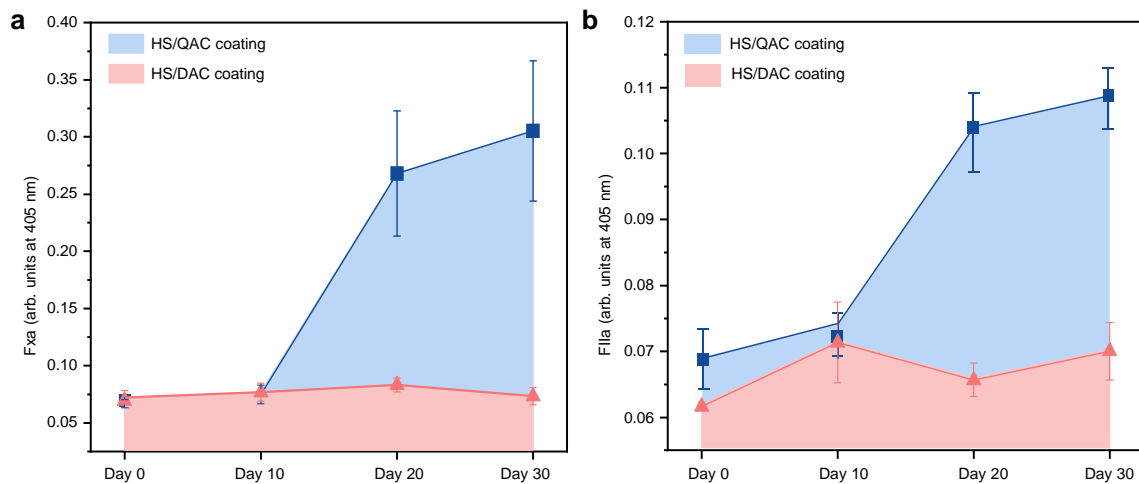 a
0.40
0.35
0.30
0.25
0.20
0.15
0.10
0.05
Fxa (arb. units at 405 nm)
HS/QAC coating
HS/DAC coating
Day 0 Day 10 Day 20 Day 30
b
0.12
0.11
0.10
0.09
0.08
0.07
0.06
FIIa (arb. units at 405 nm)
HS/QAC coating
HS/DAC coating
Day 0 Day 10 Day 20 Day 30